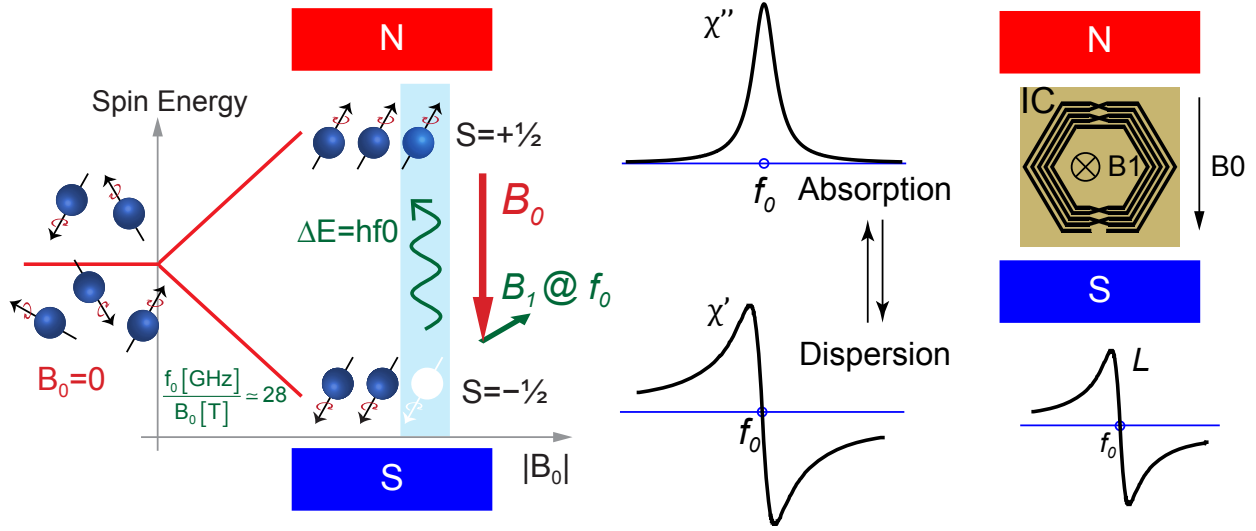 N
Spin Energy
S=+½
B₀
ΔE=hf0
B₁ @ f₀
B₀=0
f₀ [GHz]
B₀ [T]
≃ 28
S=−½
|B₀|
S
χ''
f₀
Absorption
χ'
Dispersion
f₀
N
IC
B1
B0
S
L
f₀